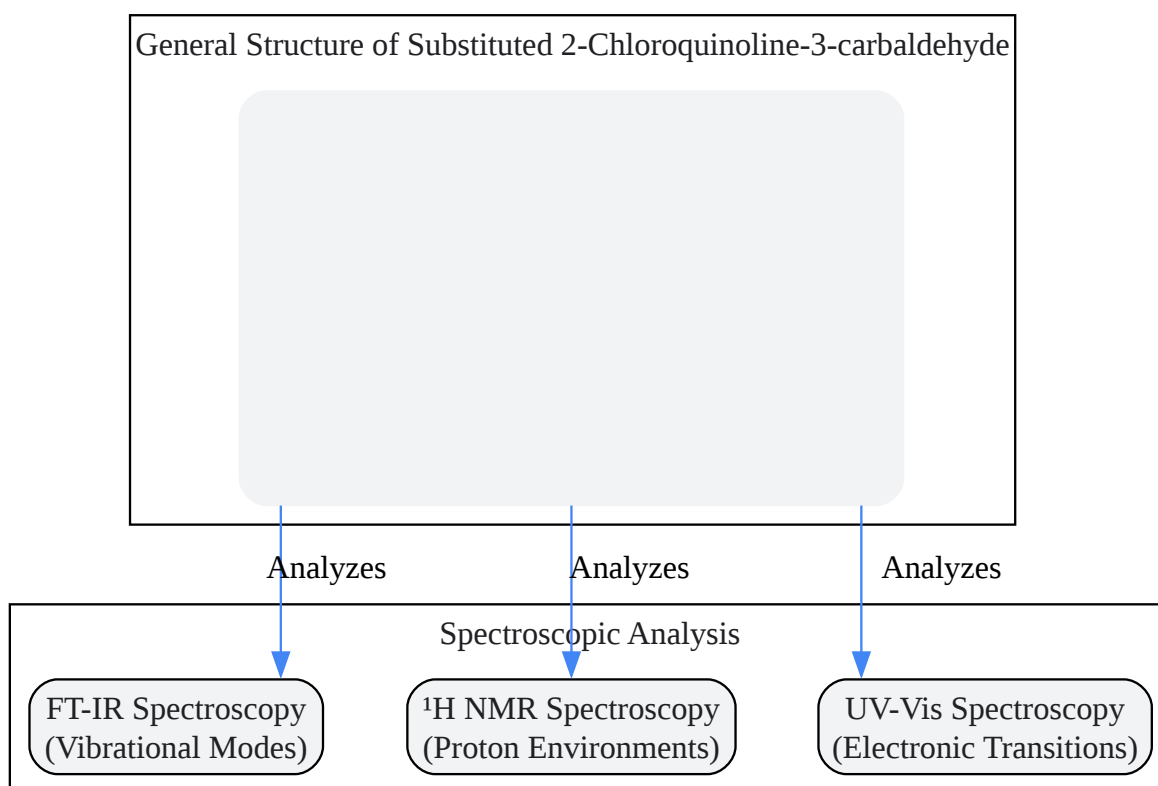 General Structure of Substituted 2-Chloroquinoline-3-carbaldehyde
Analyzes
Analyzes
Analyzes
Spectroscopic Analysis
FT-IR Spectroscopy
(Vibrational Modes)
¹H NMR Spectroscopy
(Proton Environments)
UV-Vis Spectroscopy
(Electronic Transitions)